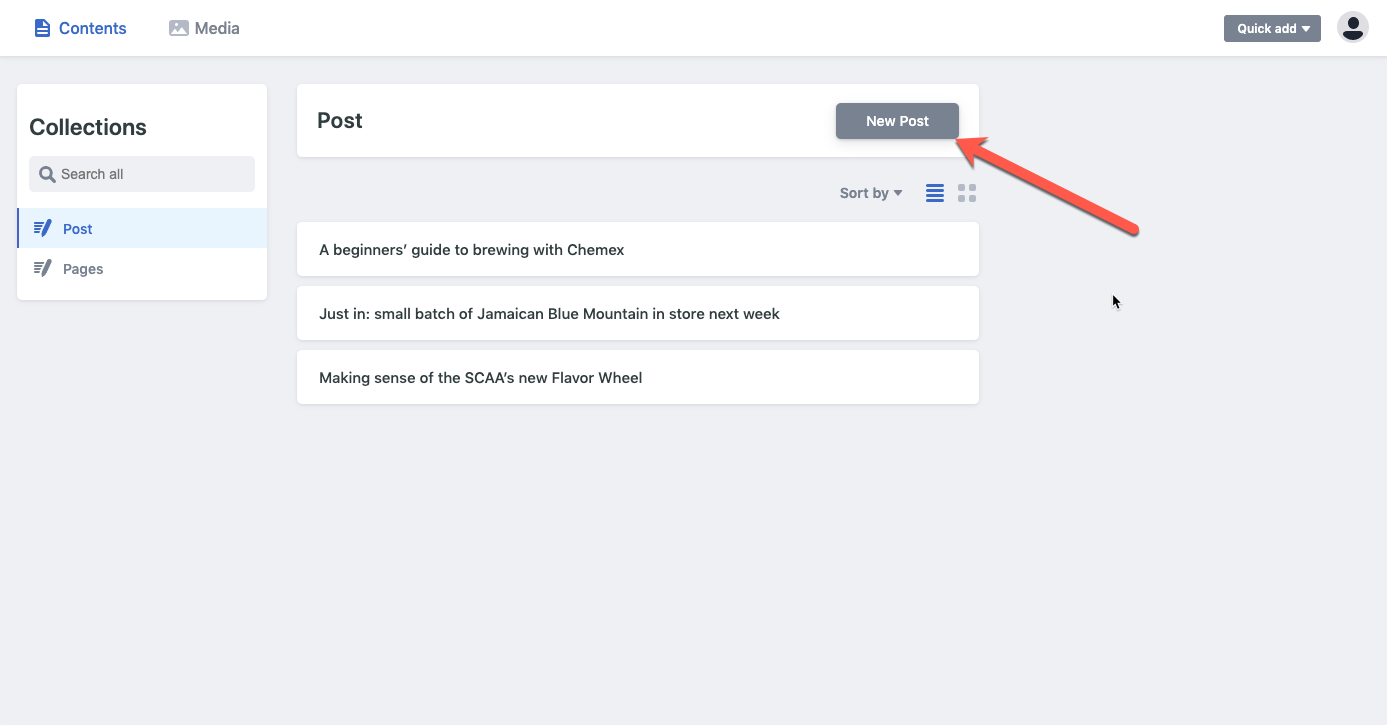 Contents
Media
Quick add
Collections
Search all
Post
Pages
Post
New Post
Sort by
A beginners’ guide to brewing with Chemex
Just in: small batch of Jamaican Blue Mountain in store next week
Making sense of the SCAA’s new Flavor Wheel